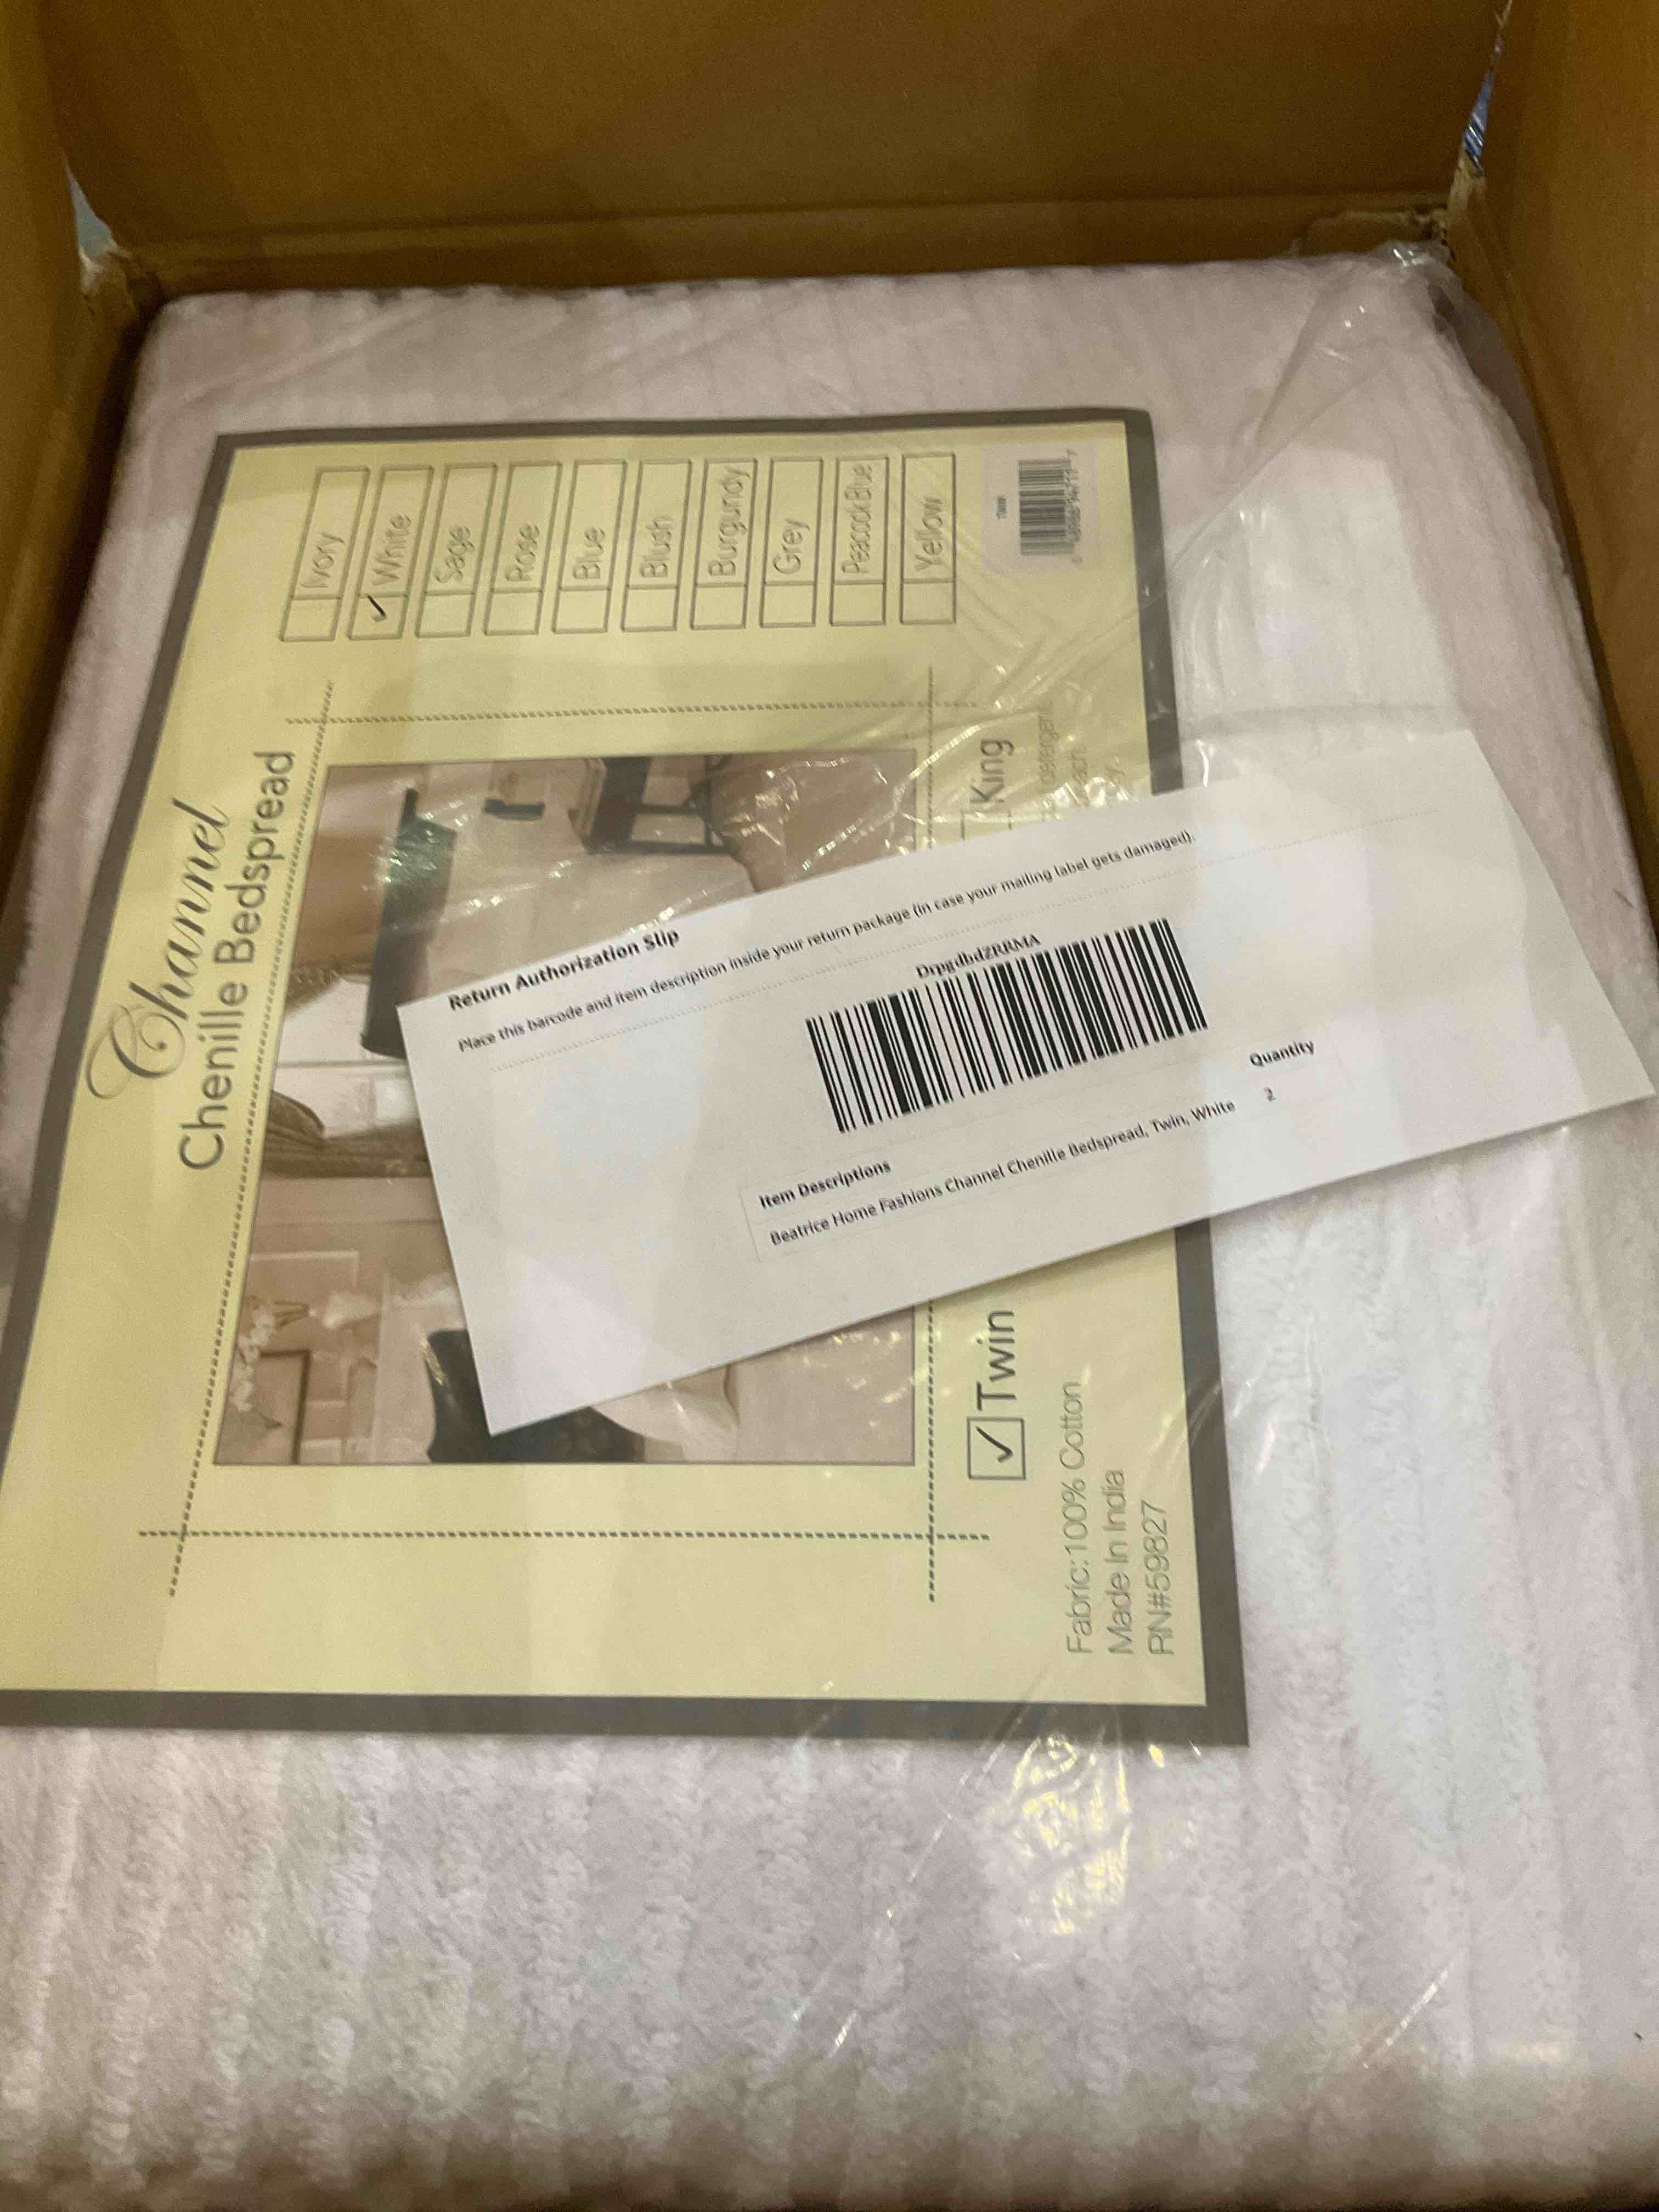 Channel
Chenille Bedspread
Ivory
✓ White
Sage
Rose
Blue
Blush
Burgundy
Grey
Peacock Blue
Yellow
Twin
✓ Twin
King
Fabric: 100% Cotton
Made In India
RN#59827
detergent
Return Authorization Slip
Place this barcode and item description inside your return package (in case your mailing label gets damaged).
DrpgdbdZRRMA
Item Descriptions
Quantity
Beatrice Home Fashions Channel Chenille Bedspread, Twin, White
2